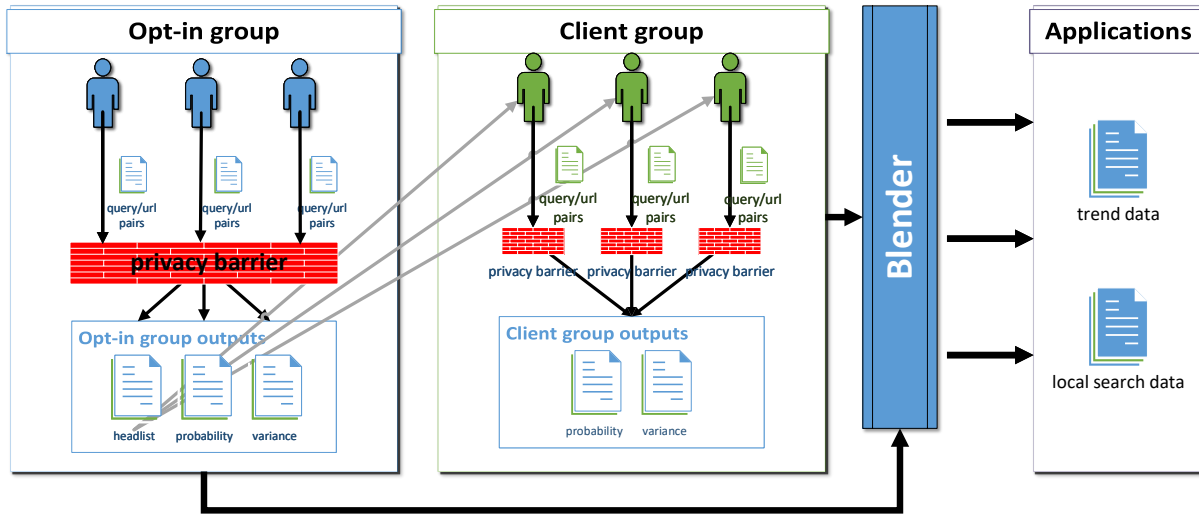 Opt-in group
query/url
pairs
query/url
pairs
query/url
pairs
privacy barrier
Opt-in group outputs
headlist
probability
variance
Client group
query/url
pairs
query/url
pairs
query/url
pairs
privacy barrier
privacy barrier
privacy barrier
Client group outputs
probability
variance
Blender
Applications
trend data
local search data